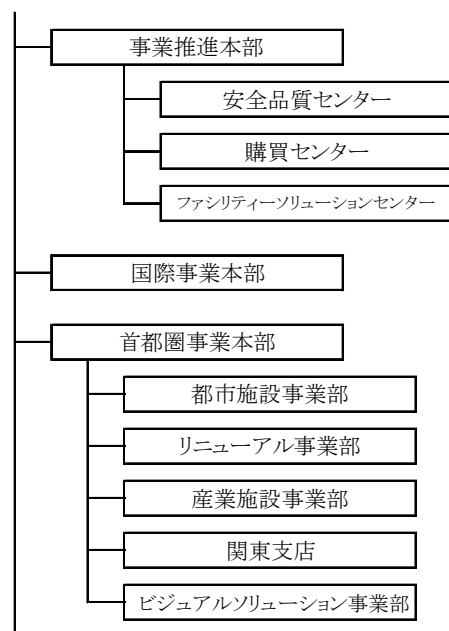 事業推進本部
安全品質センター
購買センター
ファシリティーソリューションセンター
国際事業本部
首都圏事業本部
都市施設事業部
リニューアル事業部
産業施設事業部
関東支店
ビジュアルソリューション事業部